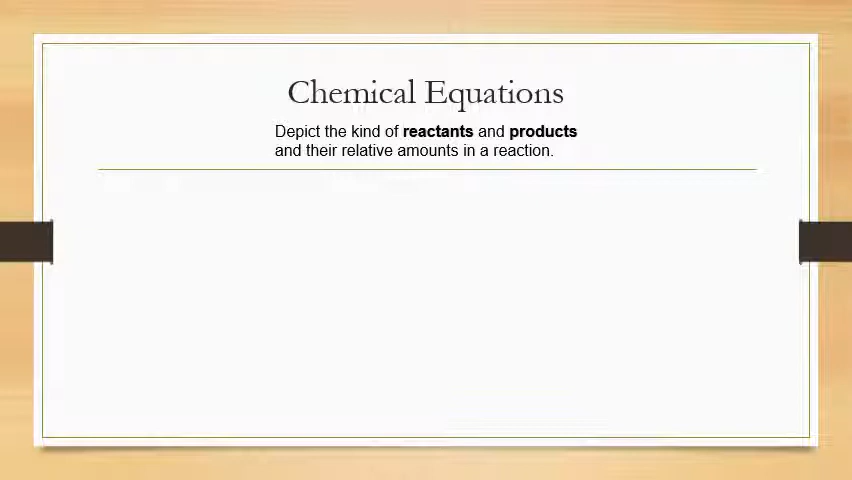 Chemical Equations
Depict the kind of reactants and products
and their relative amounts in a reaction.